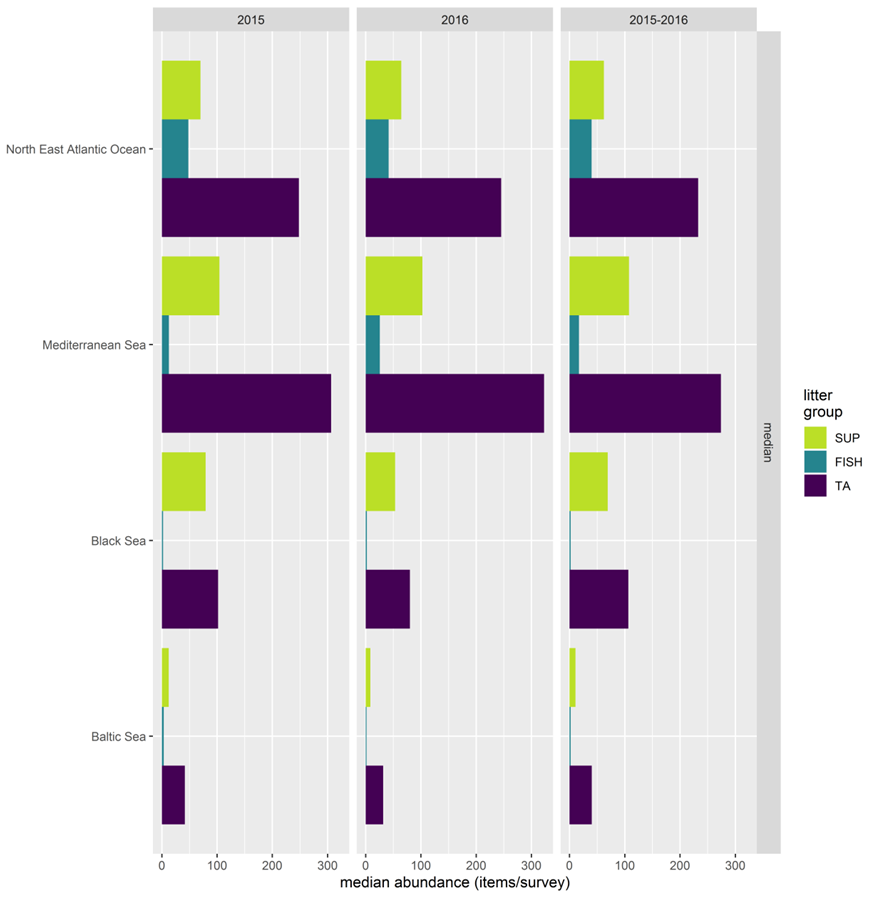 2015 2016 2015-2016
North East Atlantic Ocean
Mediterranean Sea
Black Sea
Baltic Sea
median
litter
group
SUP
FISH
TA
0 100 200 300 0 100 200 300 0 100 200 300
median abundance (items/survey)